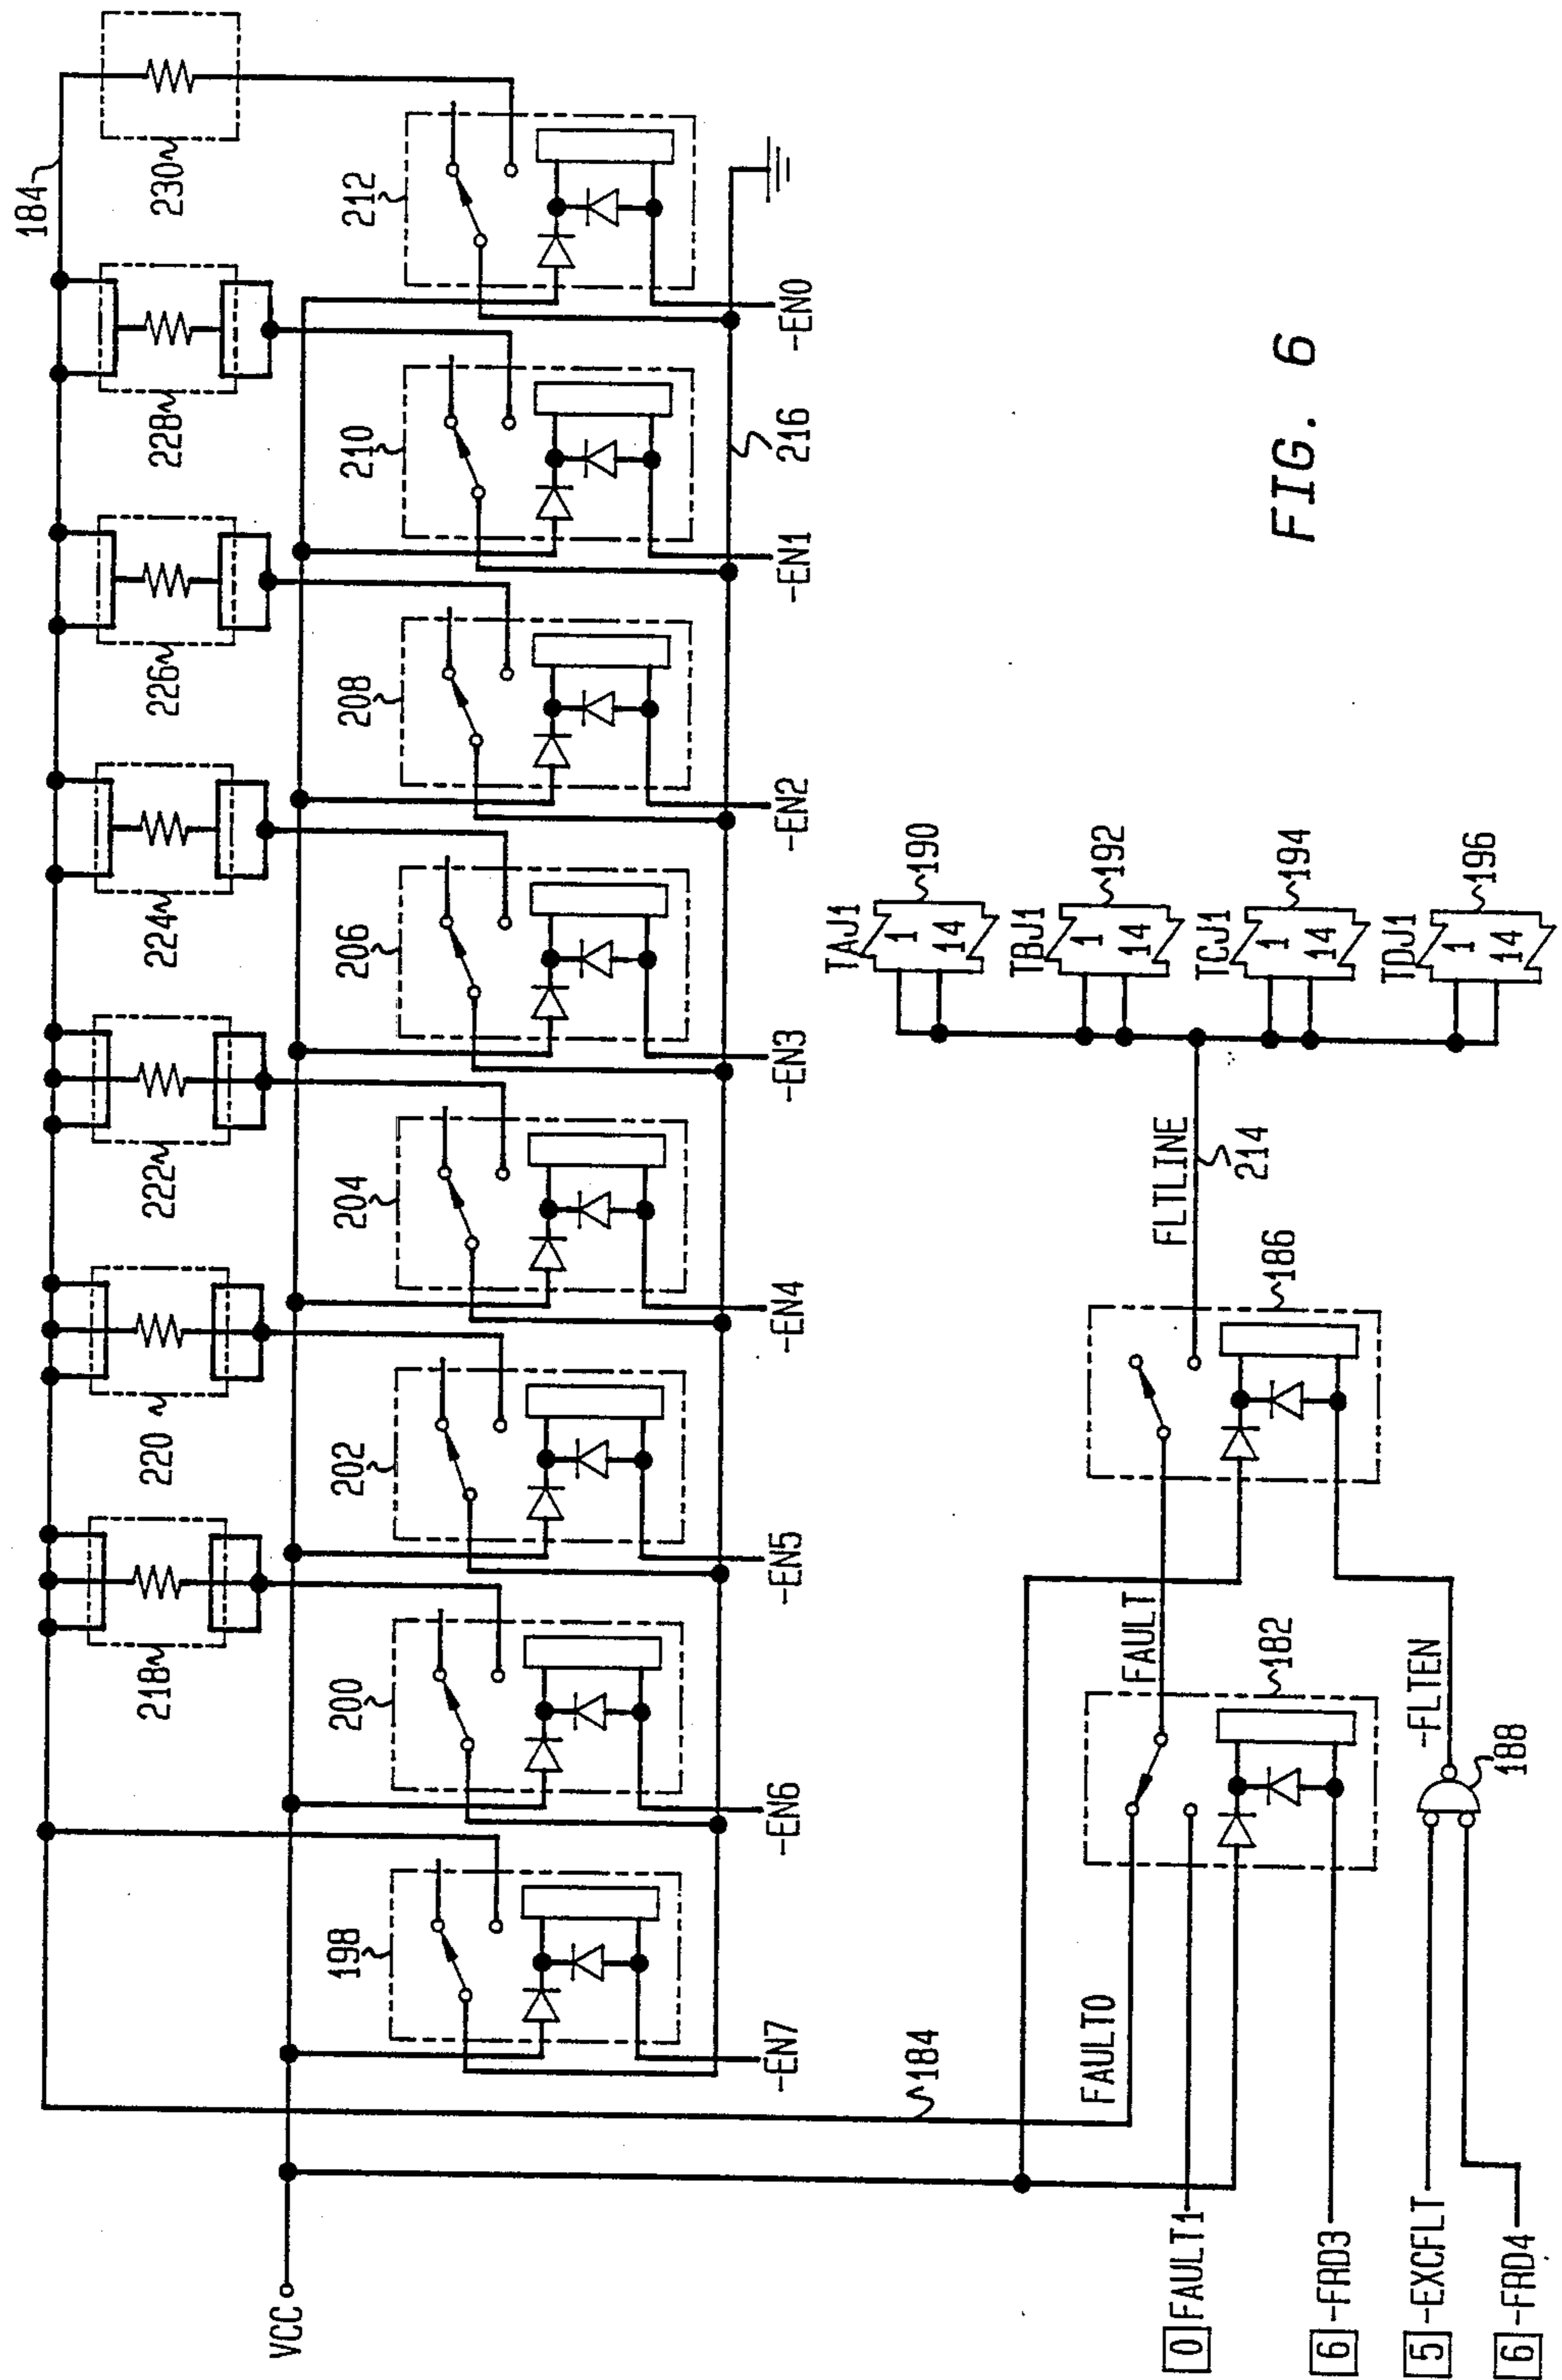 184
230
228
226
224
222
220
218
212
210
208
206
204
202
200
198
-EN0
-EN1
-EN2
-EN3
-EN4
-EN5
-EN6
-EN7
216
VCC
184
FAULT0
0 FAULT1
6 -FRD3
5 -EXCFLT
6 -FRD4
182
188
-FLTEN
FAULT
186
FLTLINE
214
TAJ1
1
14
190
TBJ1
1
14
192
TCJ1
1
14
194
TDJ1
1
14
196
FIG. 6